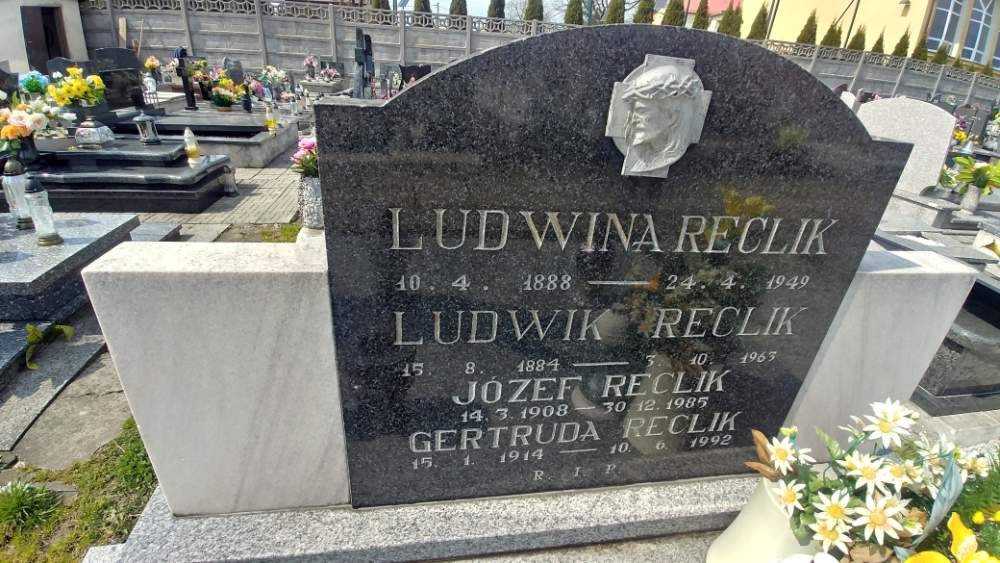 LUDWINA RECLIK
10. 4. 1888 — 24. 4. 1949
LUDWIK RECLIK
15. 8. 1884 — 3. 10. 1963
JÓZEF RECLIK
14. 3. 1908 — 30. 12. 1985
GERTRUDA RECLIK
15. 1. 1914 — 10. 6. 1992
R. I. P.